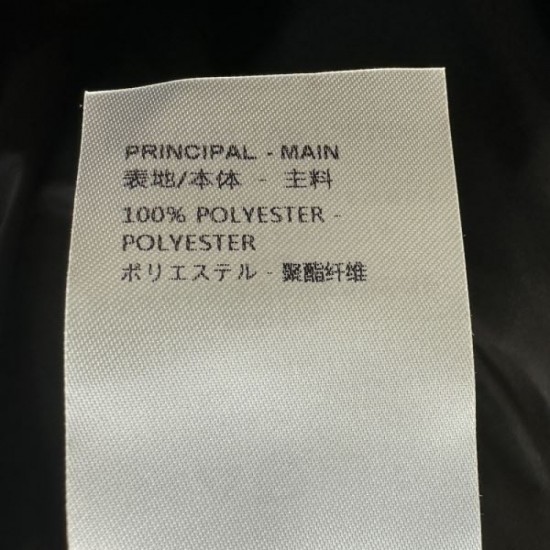 PRINCIPAL - MAIN
表地/本体 - 主料
100% POLYESTER -
POLYESTER
ポリエステル - 聚酯纤维